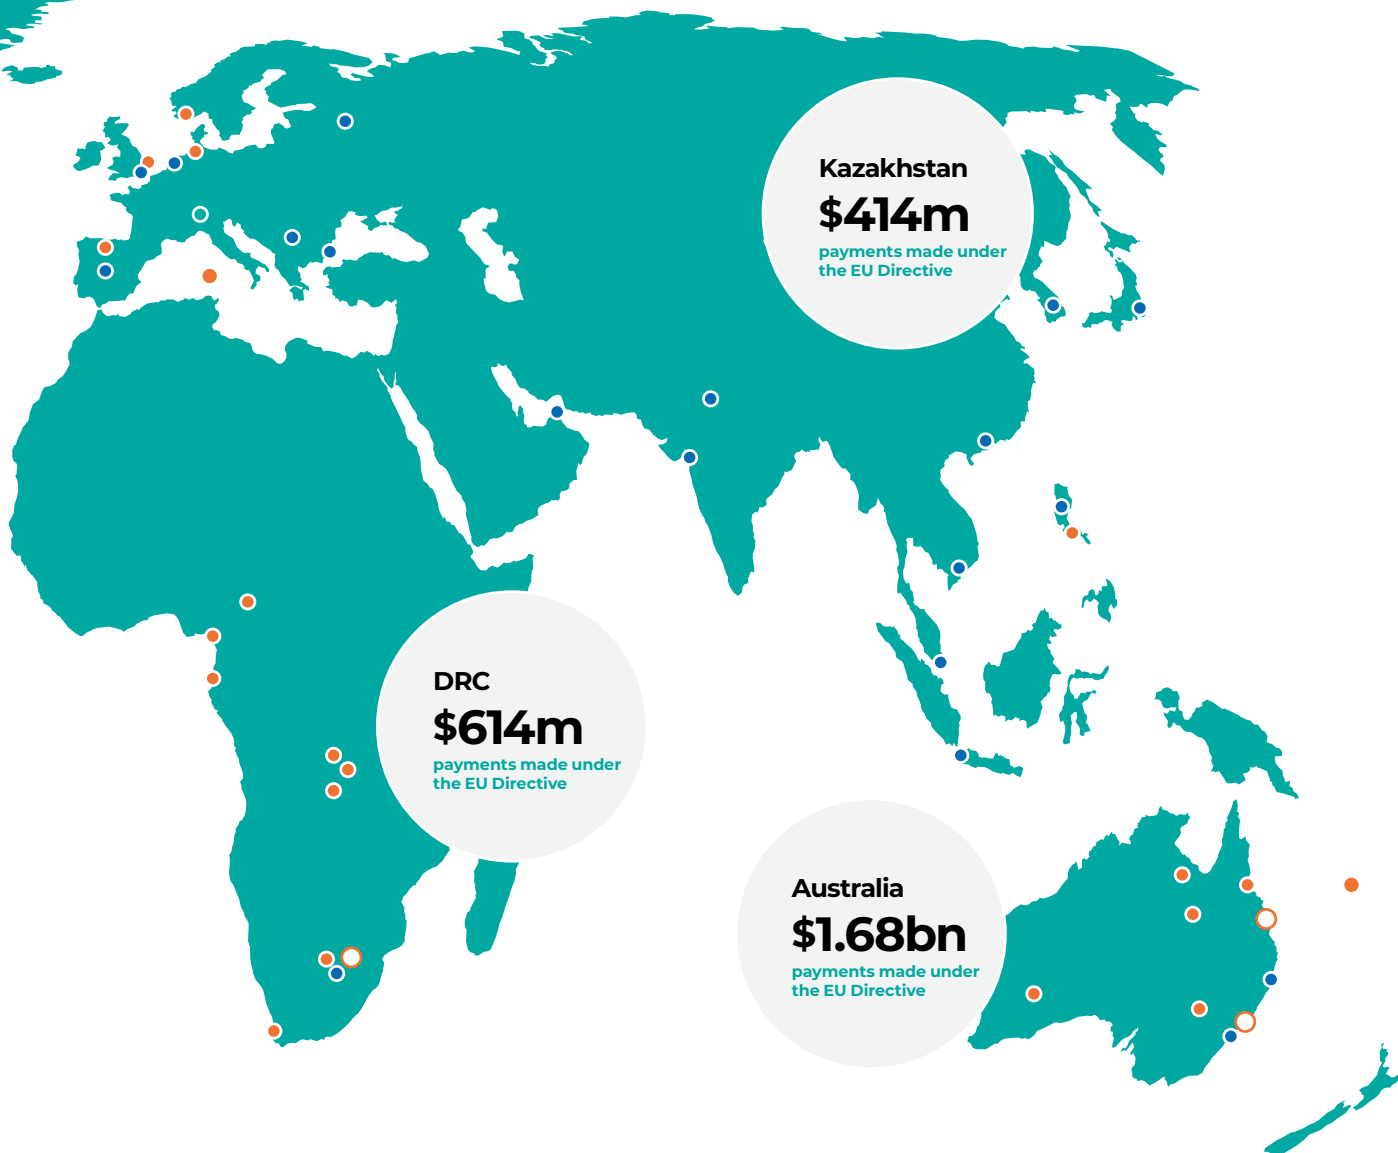 Kazakhstan
$414m
payments made under
the EU Directive
DRC
$614m
payments made under
the EU Directive
Australia
$1.68bn
payments made under
the EU Directive